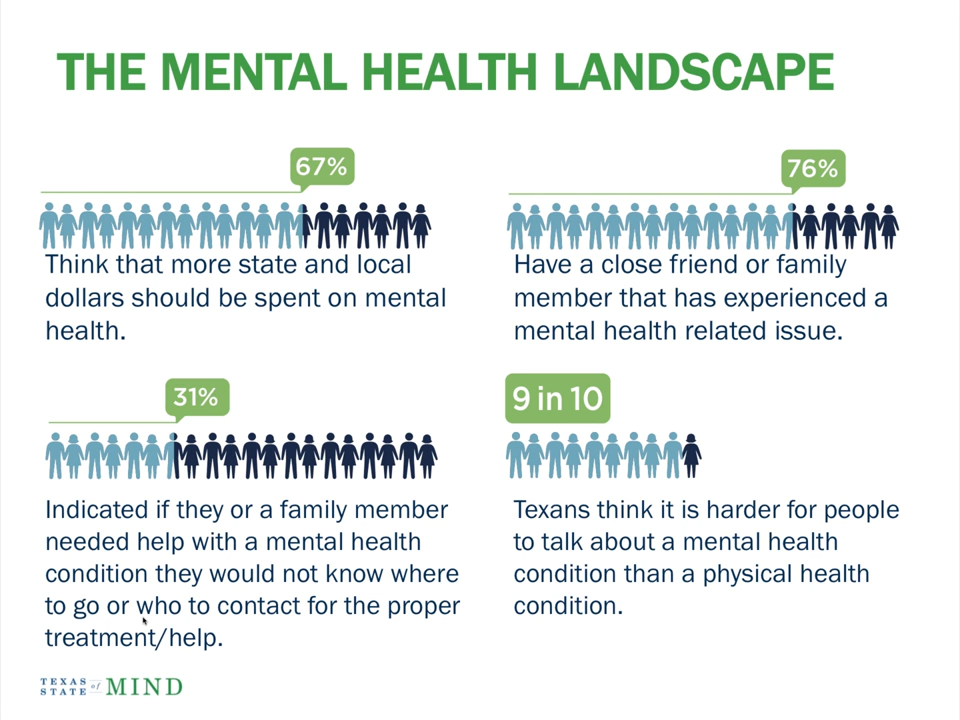 THE MENTAL HEALTH LANDSCAPE
67%
Think that more state and local
dollars should be spent on mental
health.
76%
Have a close friend or family
member that has experienced a
mental health related issue.
31%
Indicated if they or a family member
needed help with a mental health
condition they would not know where
to go or who to contact for the proper
treatment/help.
9 in 10
Texans think it is harder for people
to talk about a mental health
condition than a physical health
condition.
TEXAS
STATE of MIND